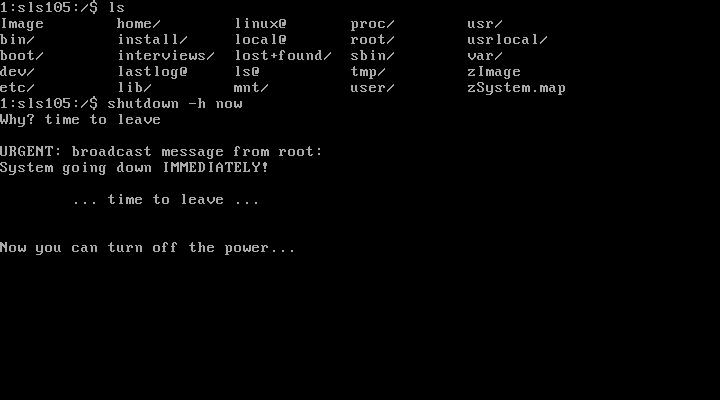 1:sls105:/$ ls
Image home/ linux@ proc/ usr/
bin/ install/ local@ root/ usrlocal/
boot/ interviews/ lost+found/ sbin/ var/
dev/ lastlog@ ls@ tmp/ zImage
etc/ lib/ mnt/ user/ zSystem.map
1:sls105:/$ shutdown -h now
Why? time to leave
URGENT: broadcast message from root:
System going down IMMEDIATELY!
... time to leave ...
Now you can turn off the power...